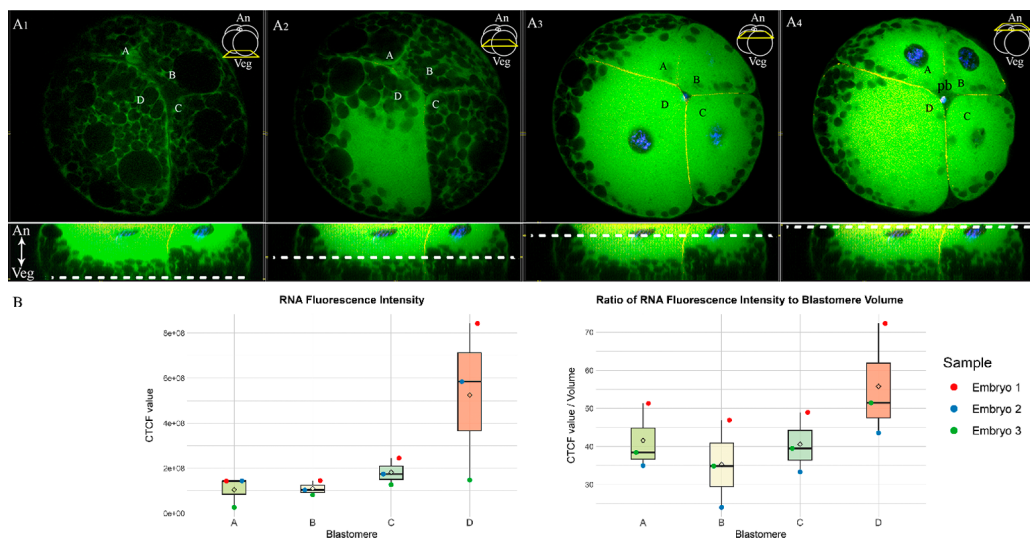 A1
An
Veg
A
B
D
C
A2
An
Veg
A
B
D
C
A3
An
Veg
A
B
D
C
A4
An
Veg
A
B
pb
D
C
An
Veg
B
RNA Fluorescence Intensity
CTCF value
8e+08
6e+08
4e+08
2e+08
0e+00
A B C D
Blastomere
Ratio of RNA Fluorescence Intensity to Blastomere Volume
CTCF value / Volume
70
60
50
40
30
A B C D
Blastomere
Sample
Embryo 1
Embryo 2
Embryo 3